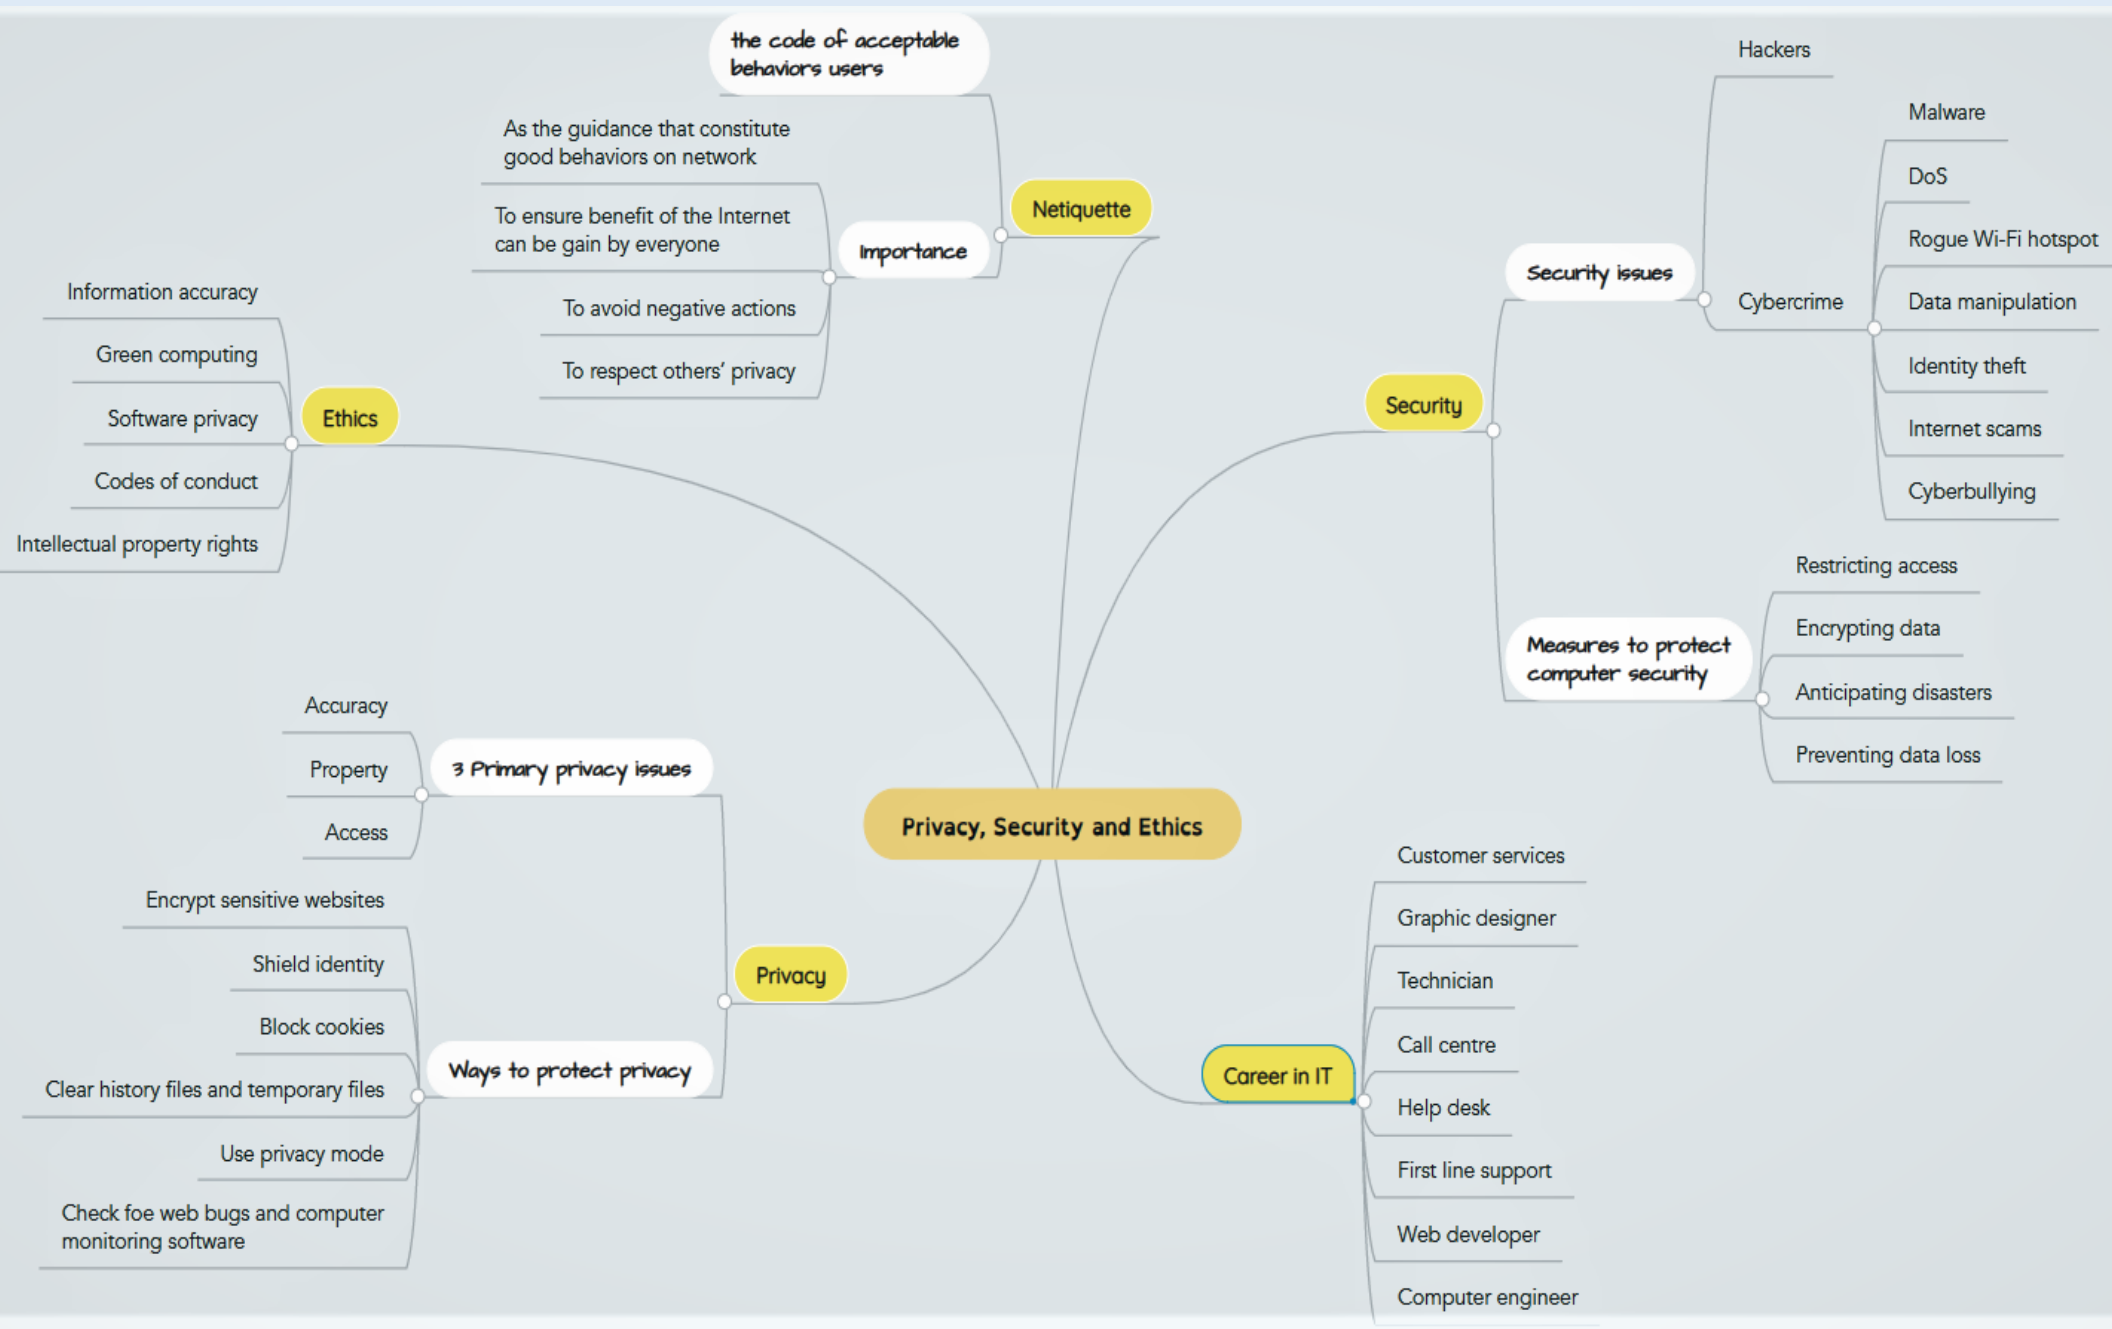 the code of acceptable
behaviors users
As the guidance that constitute
good behaviors on network
To ensure benefit of the Internet
can be gain by everyone
To avoid negative actions
To respect others' privacy
Importance
Netiquette
Information accuracy
Green computing
Software privacy
Codes of conduct
Intellectual property rights
Ethics
Hackers
Malware
DoS
Rogue Wi-Fi hotspot
Data manipulation
Identity theft
Internet scams
Cyberbullying
Cybercrime
Security issues
Security
Measures to protect
computer security
Restricting access
Encrypting data
Anticipating disasters
Preventing data loss
Privacy, Security and Ethics
Accuracy
Property
Access
3 Primary privacy issues
Privacy
Ways to protect privacy
Encrypt sensitive websites
Shield identity
Block cookies
Clear history files and temporary files
Use privacy mode
Check foe web bugs and computer
monitoring software
Career in IT
Customer services
Graphic designer
Technician
Call centre
Help desk
First line support
Web developer
Computer engineer